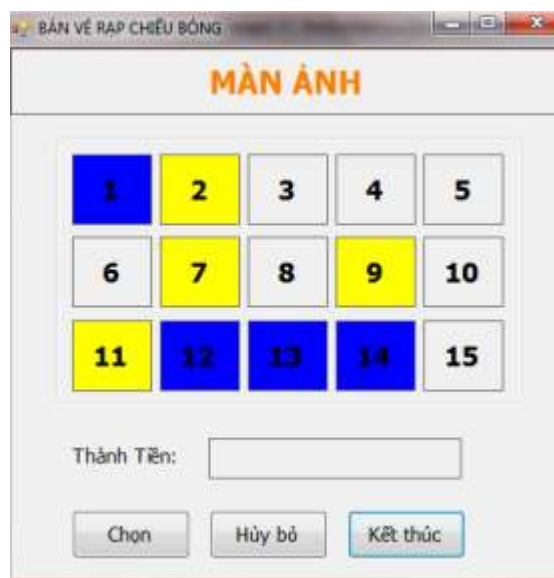 BÁN VÉ RẠP CHIẾU BÓNG
MÀN ẢNH
1 2 3 4 5
6 7 8 9 10
11 12 13 14 15
Thành Tiền:
Chọn Hủy bỏ Kết thúc